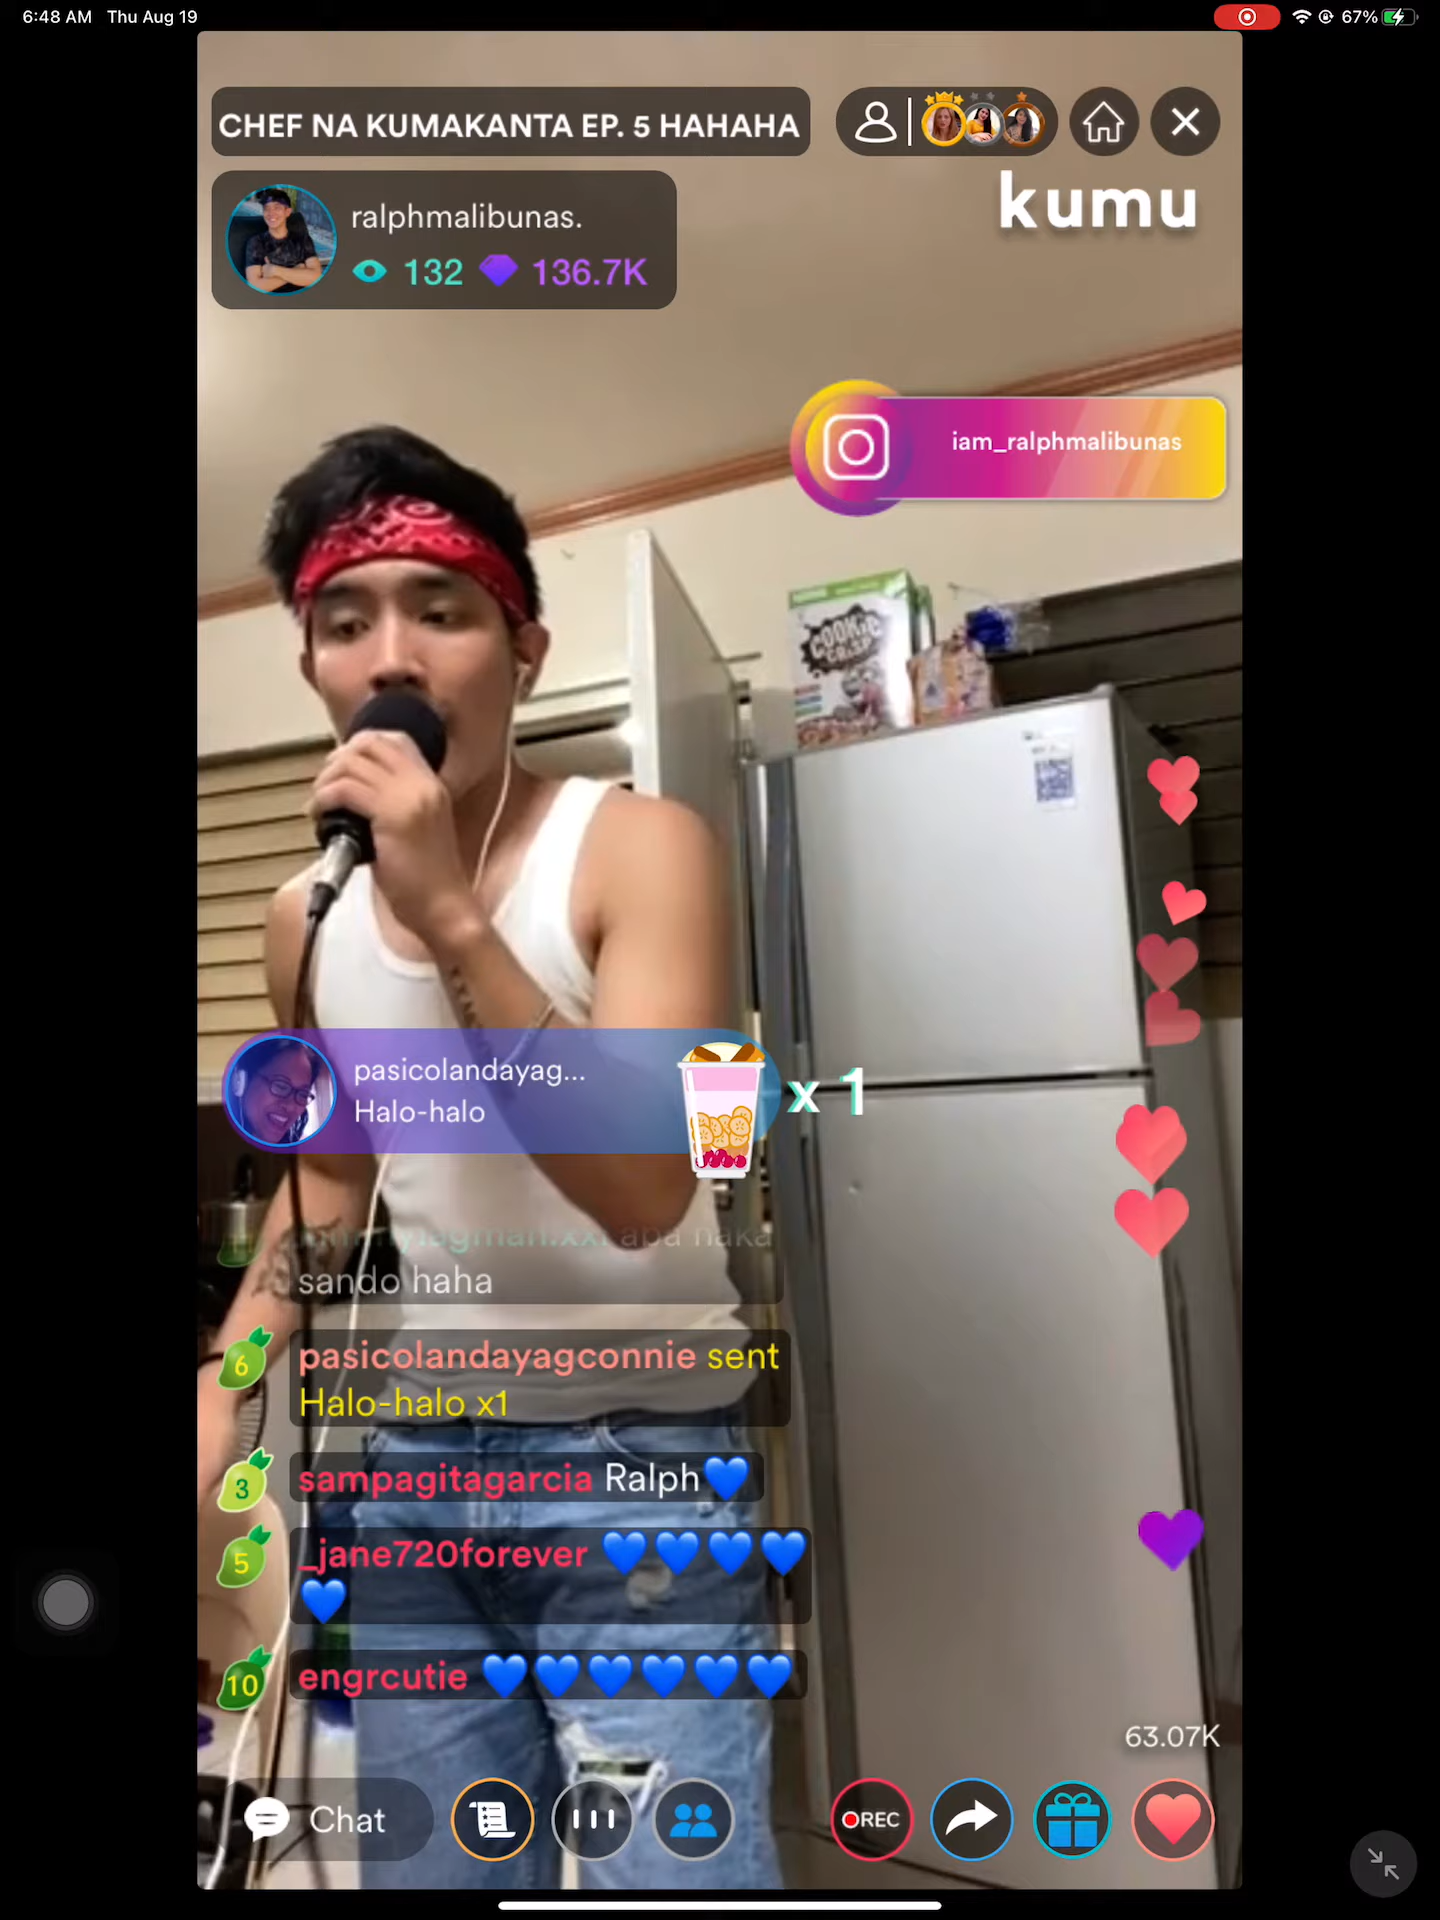 6:48 AM Thu Aug 19
67%
CHEF NA KUMAKANTA EP. 5 HAHAHA
ralphmalibunas.
132 136.7K
kumu
iam_ralphmalibunas
COOKIE
CRISP
pasicolandayag...
Halo-halo
x 1
apa naka
sando haha
6 pasicolandayagconnie sent
Halo-halo x1
3 sampagitagarcia Ralph💙
5 _jane720forever 💙💙💙💙
💙
10 engrcutie 💙💙💙💙💙💙
63.07K
Chat
REC